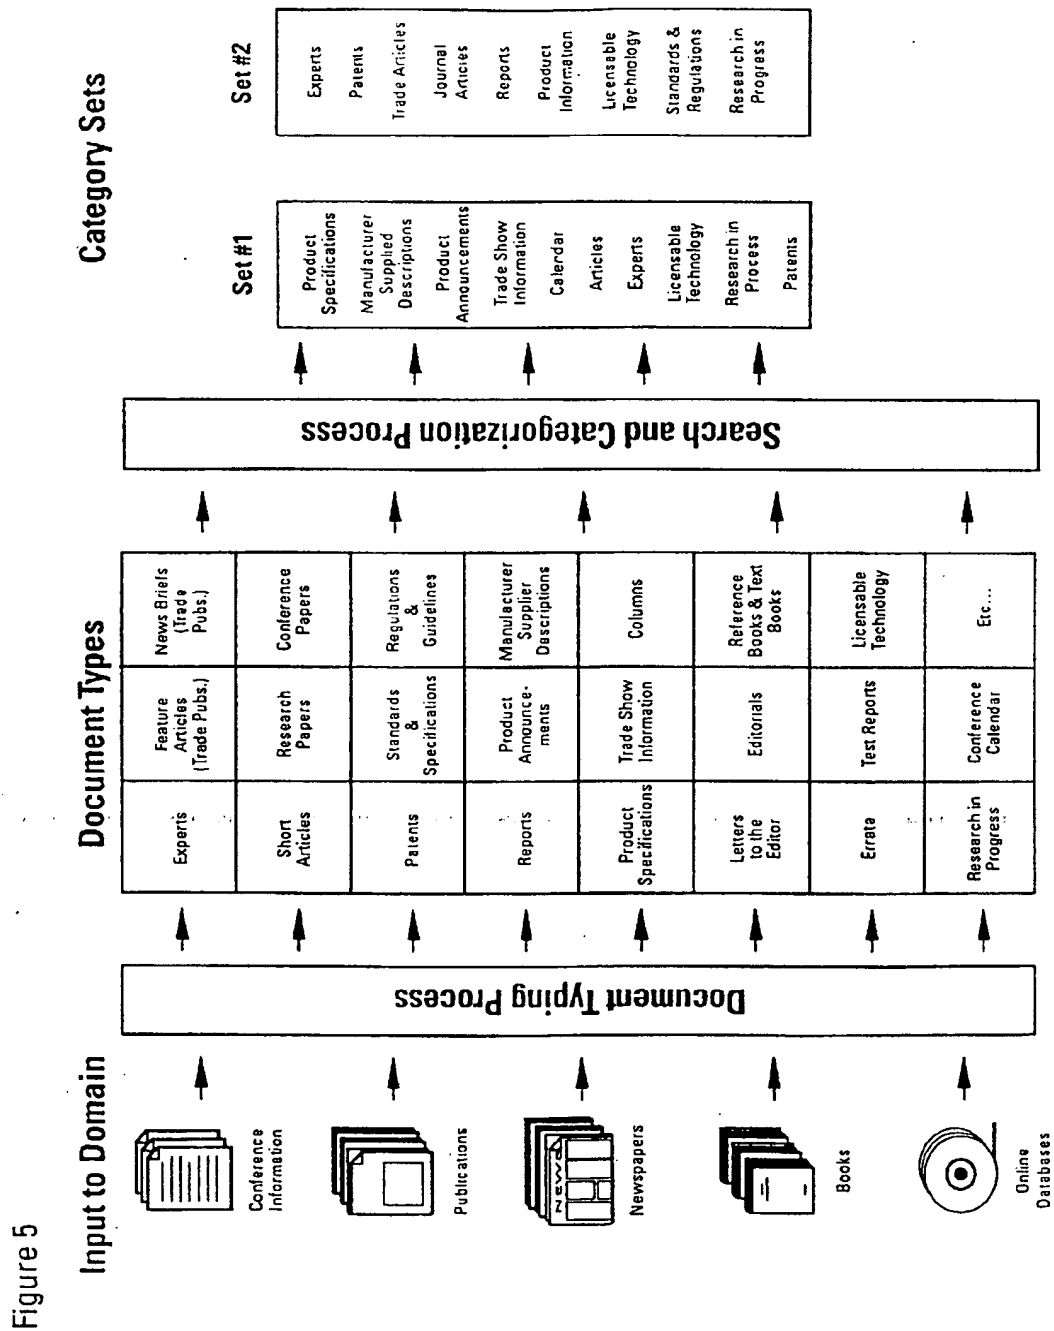 Figure 5
Input to Domain
Conference
Information
Publications
NEWS
Newspapers
Books
Online
Databases
Document Typing Process
Document Types
Experts
Feature
Articles
(Trade Pubs.)
News Briefs
(Trade
Pubs.)
Short
Articles
Research
Papers
Conference
Papers
Patents
Standards
&
Specifications
Regulations
&
Guidelines
Reports
Product
Announce-
ments
Manufacturer
Supplier
Descriptions
Product
Specifications
Trade Show
Information
Columns
Letters
to the
Editor
Editorials
Reference
Books & Text
Books
Errata
Test Reports
Licensable
Technology
Research in
Progress
Conference
Calendar
Etc....
Search and Categorization Process
Category Sets
Set #1
Product
Specifications
Manufacturer
Supplied
Descriptions
Product
Announcements
Trade Show
Information
Calendar
Articles
Experts
Licensable
Technology
Research in
Process
Patents
Set #2
Experts
Patents
Trade Articles
Journal
Articles
Reports
Product
Information
Licensable
Technology
Standards &
Regulations
Research in
Progress